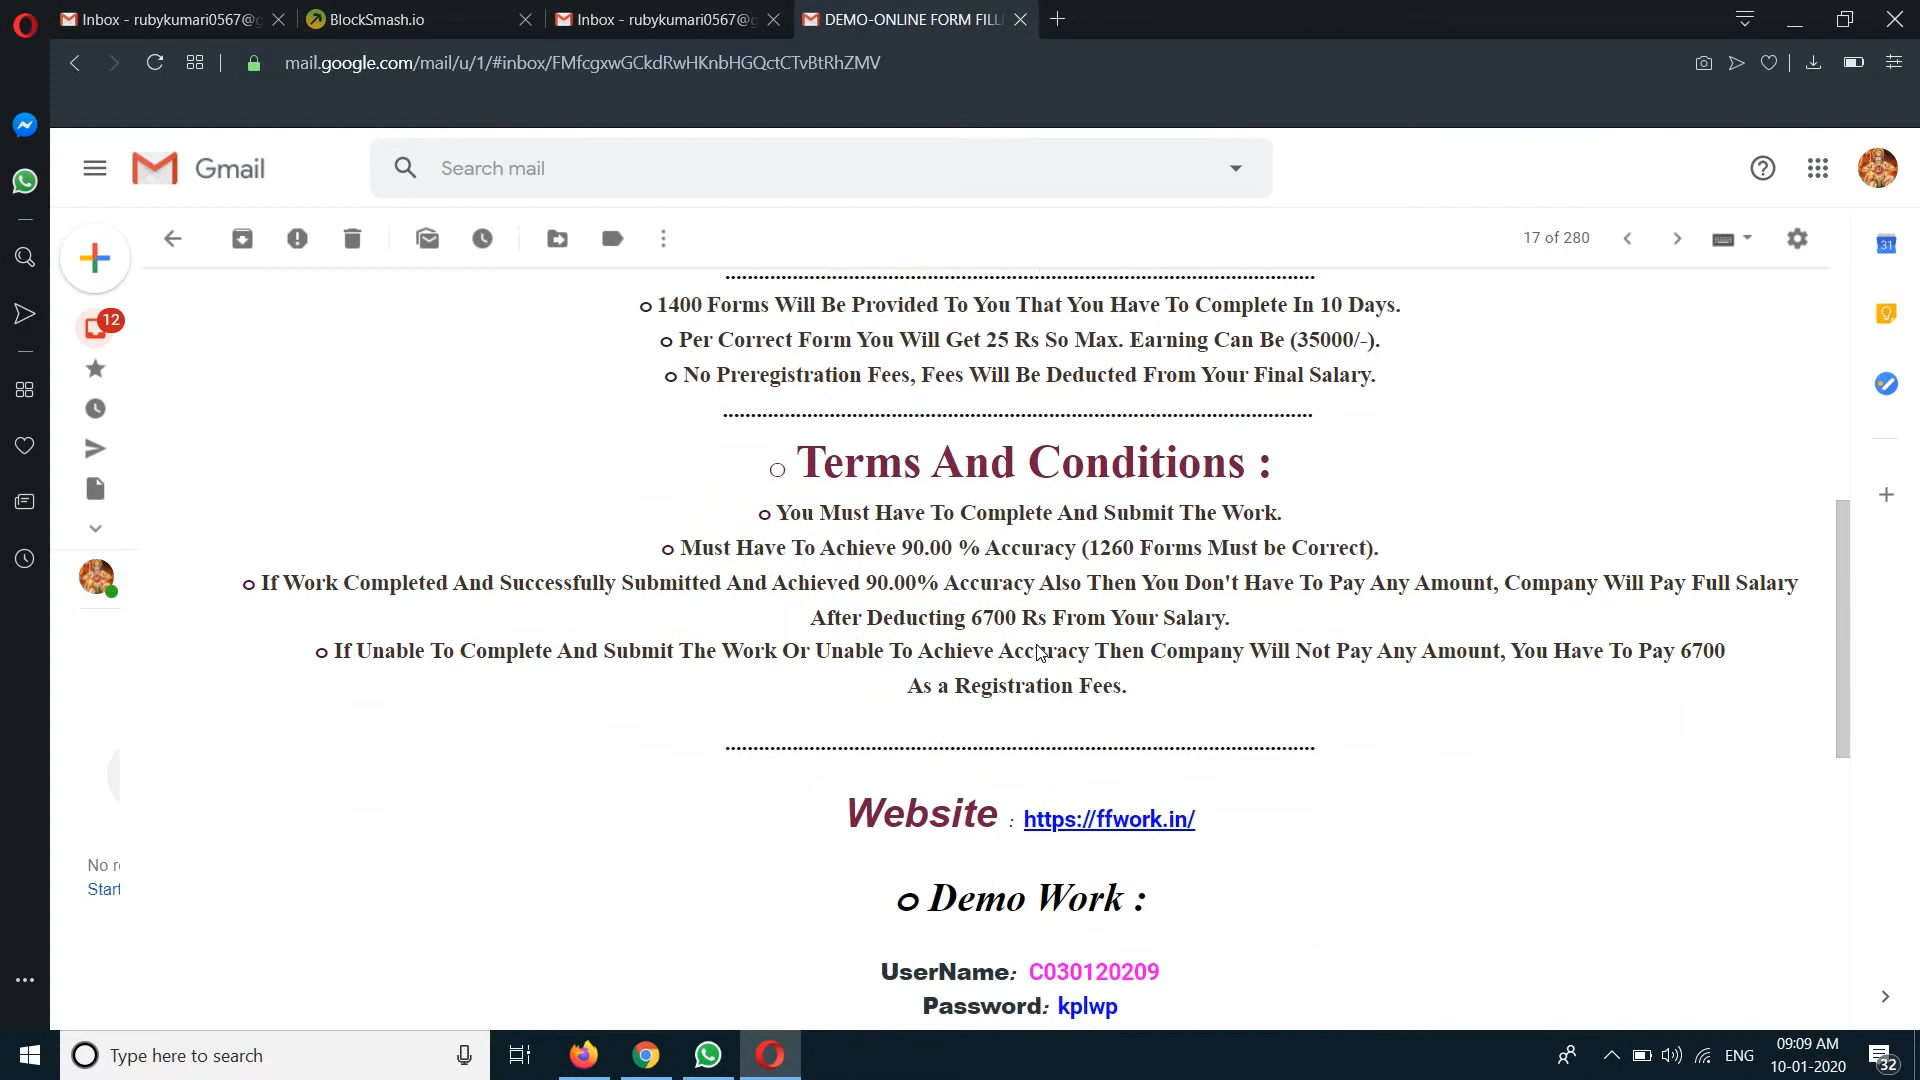 Inbox - rubykumari0567@g
BlockSmash.io
Inbox - rubykumari0567@g
DEMO-ONLINE FORM FILL
mail.google.com/mail/u/1/#inbox/FMfcgxwGCkdRwHKnbHGQctCTvBtRhZMV
Gmail
Search mail
17 of 280
31
12
o 1400 Forms Will Be Provided To You That You Have To Complete In 10 Days.
o Per Correct Form You Will Get 25 Rs So Max. Earning Can Be (35000/-).
o No Preregistration Fees, Fees Will Be Deducted From Your Final Salary.
o Terms And Conditions :
o You Must Have To Complete And Submit The Work.
o Must Have To Achieve 90.00 % Accuracy (1260 Forms Must be Correct).
o If Work Completed And Successfully Submitted And Achieved 90.00% Accuracy Also Then You Don't Have To Pay Any Amount, Company Will Pay Full Salary
After Deducting 6700 Rs From Your Salary.
o If Unable To Complete And Submit The Work Or Unable To Achieve Accuracy Then Company Will Not Pay Any Amount, You Have To Pay 6700
As a Registration Fees.
Website : https://ffwork.in/
No r
Start
o Demo Work :
UserName: C030120209
Password: kplwp
Type here to search
ENG
09:09 AM
10-01-2020
32